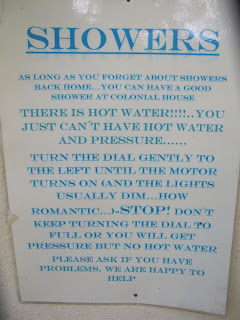 SHOWERS
AS LONG AS YOU FORGET ABOUT SHOWERS
BACK HOME...YOU CAN HAVE A GOOD
SHOWER AT COLONIAL HOUSE
THERE IS HOT WATER!!!!..YOU
JUST CAN´T HAVE HOT WATER
AND PRESSURE......
TURN THE DIAL GENTLY TO
THE LEFT UNTIL THE MOTOR
TURNS ON (AND THE LIGHTS
USUALLY DIM...HOW
ROMANTIC...)-STOP! DON´T
KEEP TURNING THE DIAL TO
FULL OR YOU WILL GET
PRESSURE BUT NO HOT WATER
PLEASE ASK IF YOU HAVE
PROBLEMS, WE ARE HAPPY TO
HELP